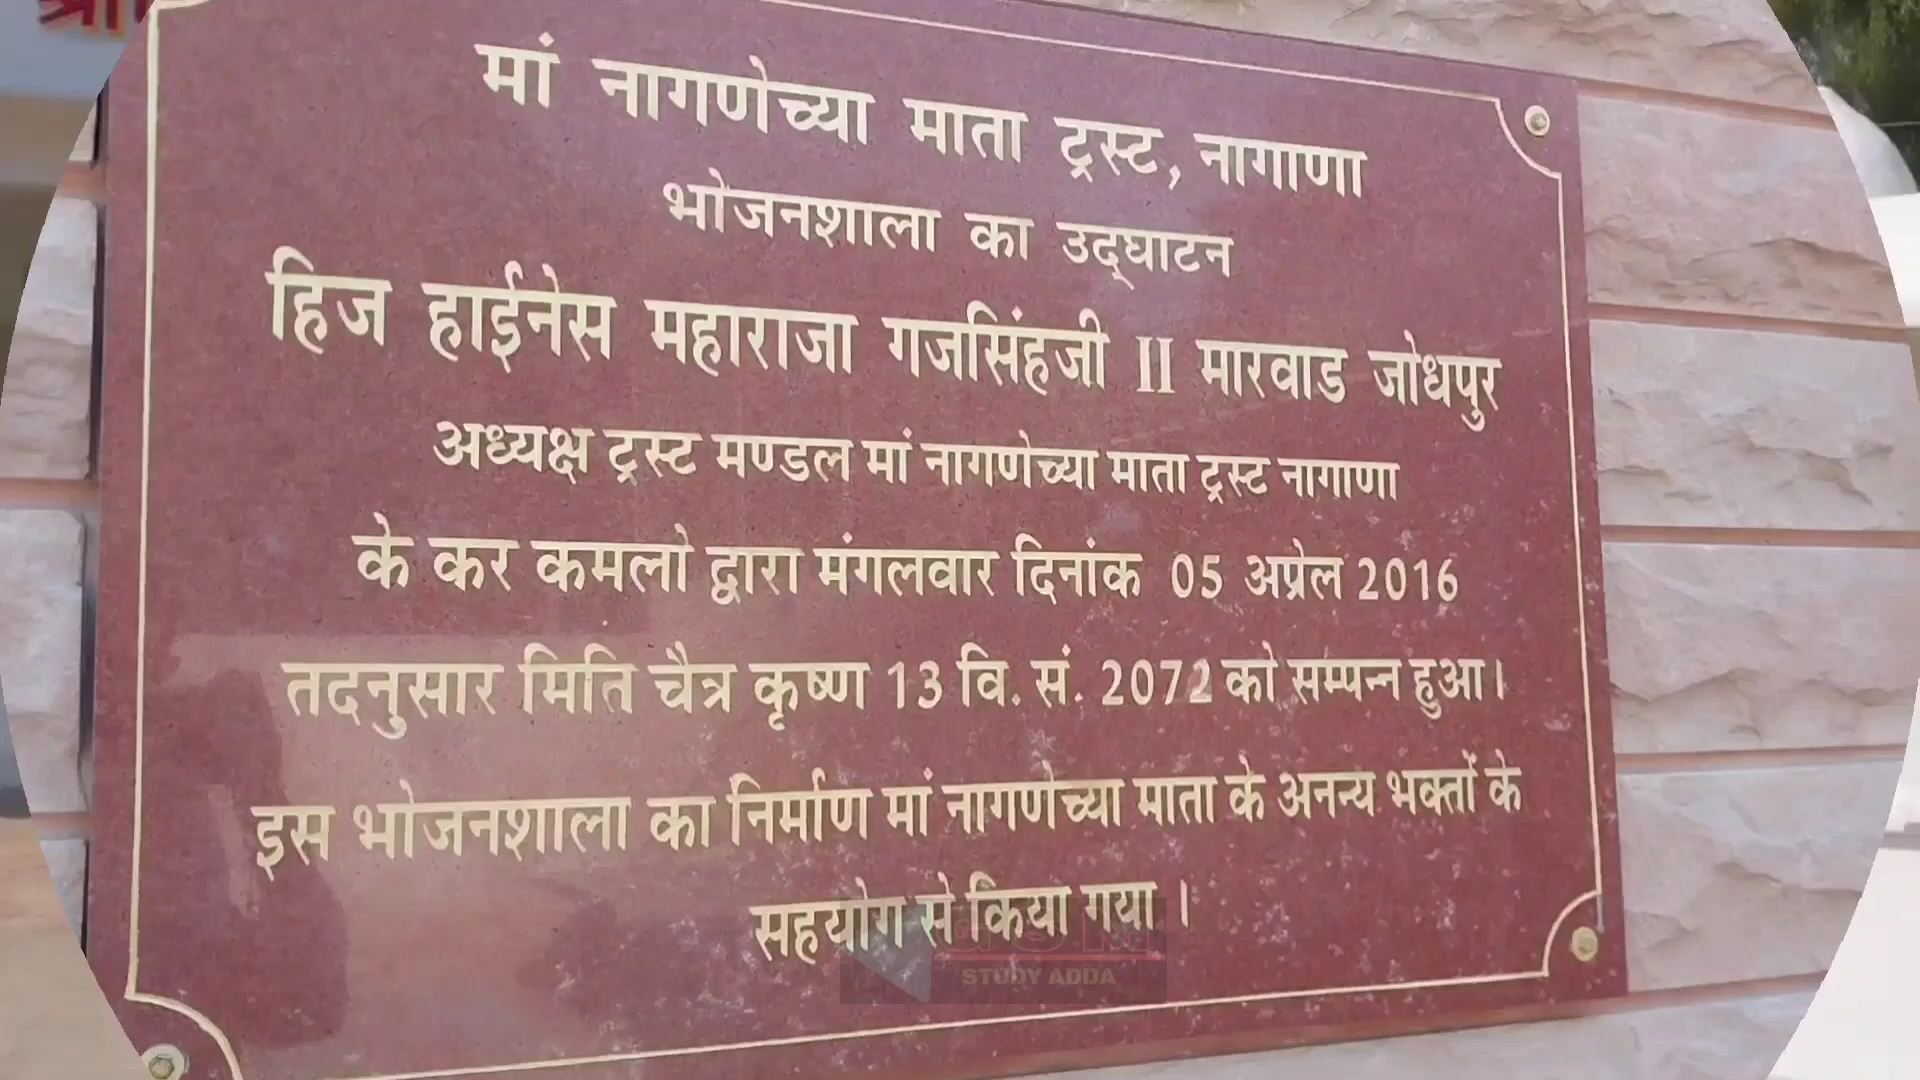 मां नागणेच्या माता ट्रस्ट, नागाणा
भोजनशाला का उद्घाटन
हिज हाईनेस महाराजा गजसिंहजी II मारवाड जोधपुर
अध्यक्ष ट्रस्ट मण्डल मां नागणेच्या माता ट्रस्ट नागाणा
के कर कमलो द्वारा मंगलवार दिनांक 05 अप्रेल 2016
तदनुसार मिति चैत्र कृष्ण 13 वि. सं. 2072 को सम्पन्न हुआ।
इस भोजनशाला का निर्माण मां नागणेच्या माता के अनन्य भक्तों के
सहयोग से किया गया ।
STUDY ADDA